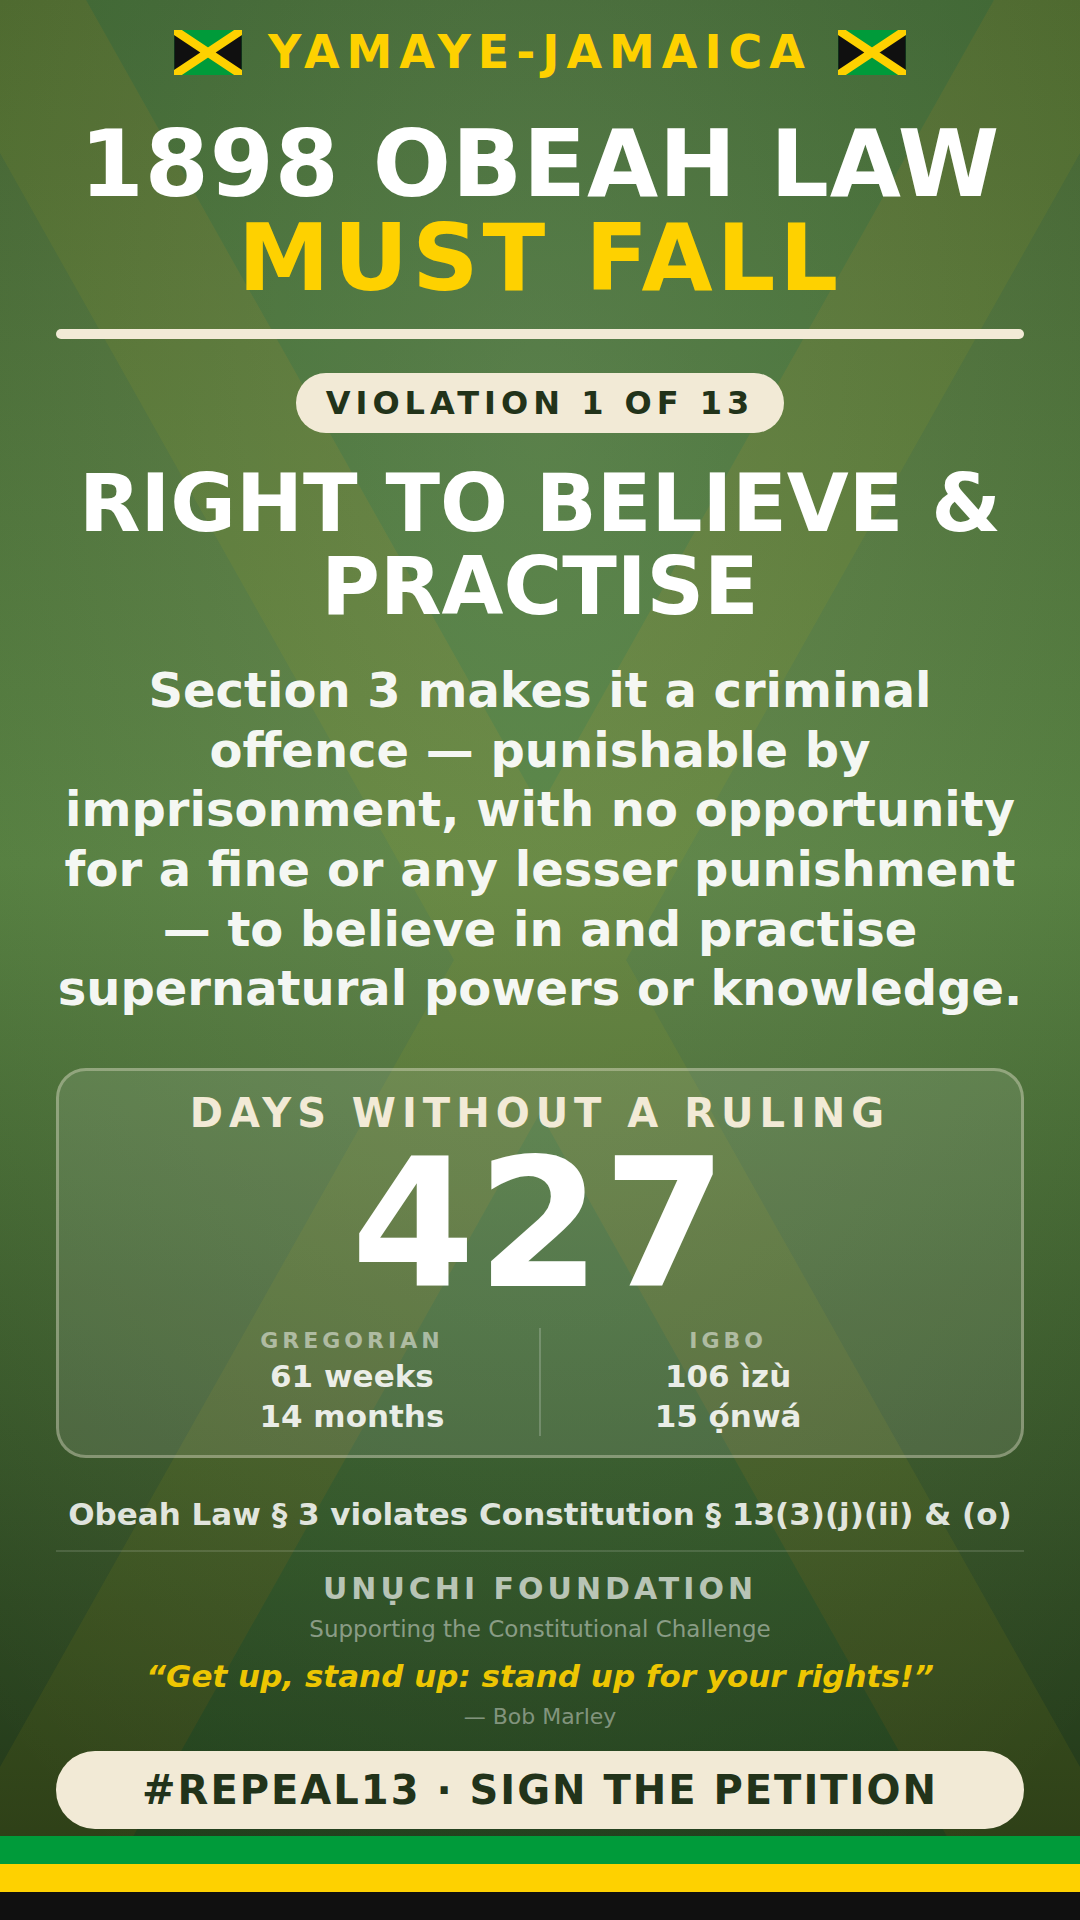 YAMAYE-JAMAICA
1898 OBEAH LAW
MUST FALL
VIOLATION 1 OF 13
RIGHT TO BELIEVE &
PRACTISE
Section 3 makes it a criminal
offence — punishable by
imprisonment, with no opportunity
for a fine or any lesser punishment
— to believe in and practise
supernatural powers or knowledge.
DAYS WITHOUT A RULING
427
GREGORIAN
61 weeks
14 months
IGBO
106 ìzù
15 ọ́nwá
Obeah Law § 3 violates Constitution § 13(3)(j)(ii) & (o)
UNỤCHI FOUNDATION
Supporting the Constitutional Challenge
“Get up, stand up: stand up for your rights!”
— Bob Marley
#REPEAL13 · SIGN THE PETITION